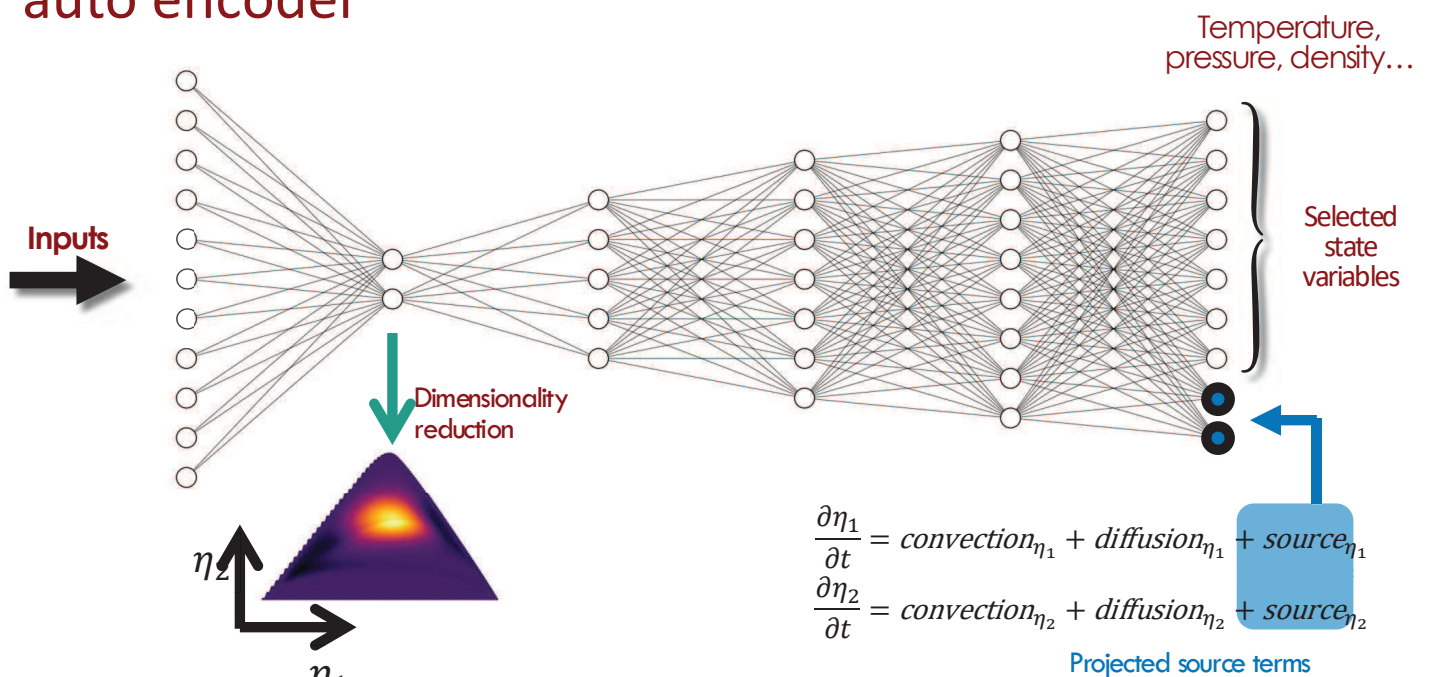 auto encoder
Temperature,
pressure, density…
Inputs
Selected
state
variables
Dimensionality
reduction
η₂
η₁
∂η₁/∂t = convection_η₁ + diffusion_η₁ + source_η₁
∂η₂/∂t = convection_η₂ + diffusion_η₂ + source_η₂
Projected source terms